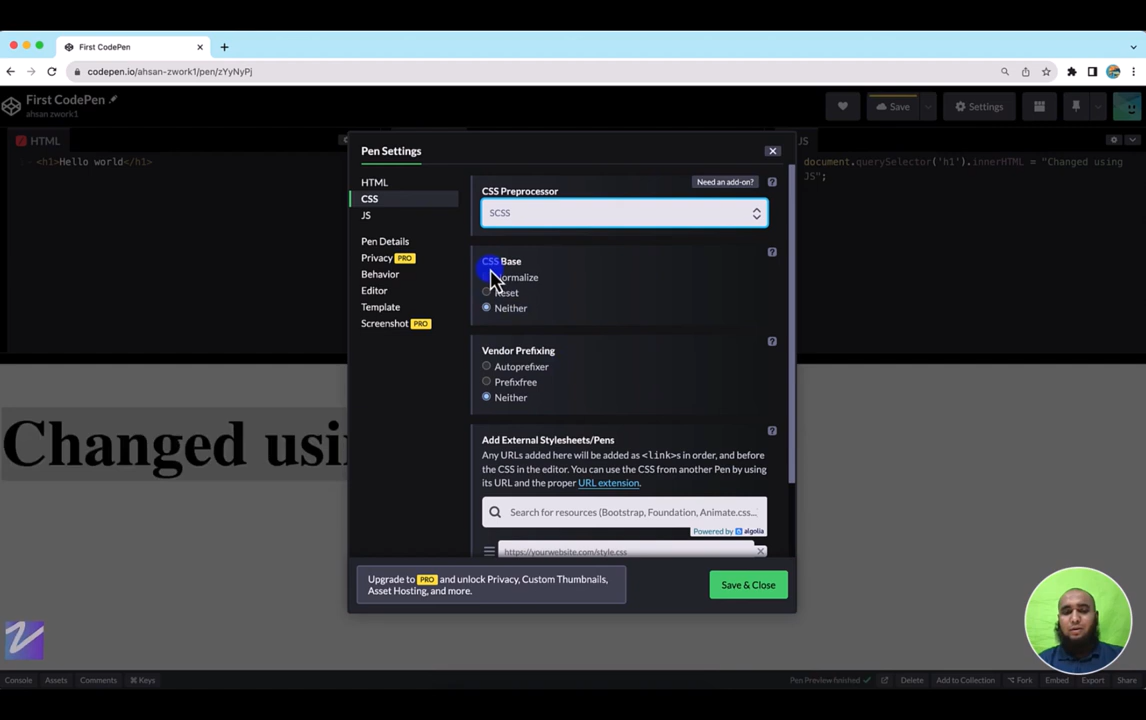 First CodePen
codepen.io/ahsan-zwork1/pen/zYyNyPj
First CodePen
ahsan zwork1
Save
Settings
HTML
JS
<h1>Hello world</h1>
document.querySelector('h1').innerHTML = "Changed using
JS";
Pen Settings
HTML
CSS
JS
Pen Details
Privacy PRO
Behavior
Editor
Template
Screenshot PRO
CSS Preprocessor
Need an add-on?
SCSS
CSS Base
Normalize
Reset
Neither
Vendor Prefixing
Autoprefixer
Prefixfree
Neither
Add External Stylesheets/Pens
Any URLs added here will be added as <link>s in order, and before
the CSS in the editor. You can use the CSS from another Pen by using
its URL and the proper URL extension.
Search for resources (Bootstrap, Foundation, Animate.css...
Powered by algolia
https://yourwebsite.com/style.css
Upgrade to PRO and unlock Privacy, Custom Thumbnails,
Asset Hosting, and more.
Save & Close
Changed usin
Console Assets Comments ⌘ Keys
Pen Preview finished ✓ Delete Add to Collection ⌥ Fork Embed Export Share